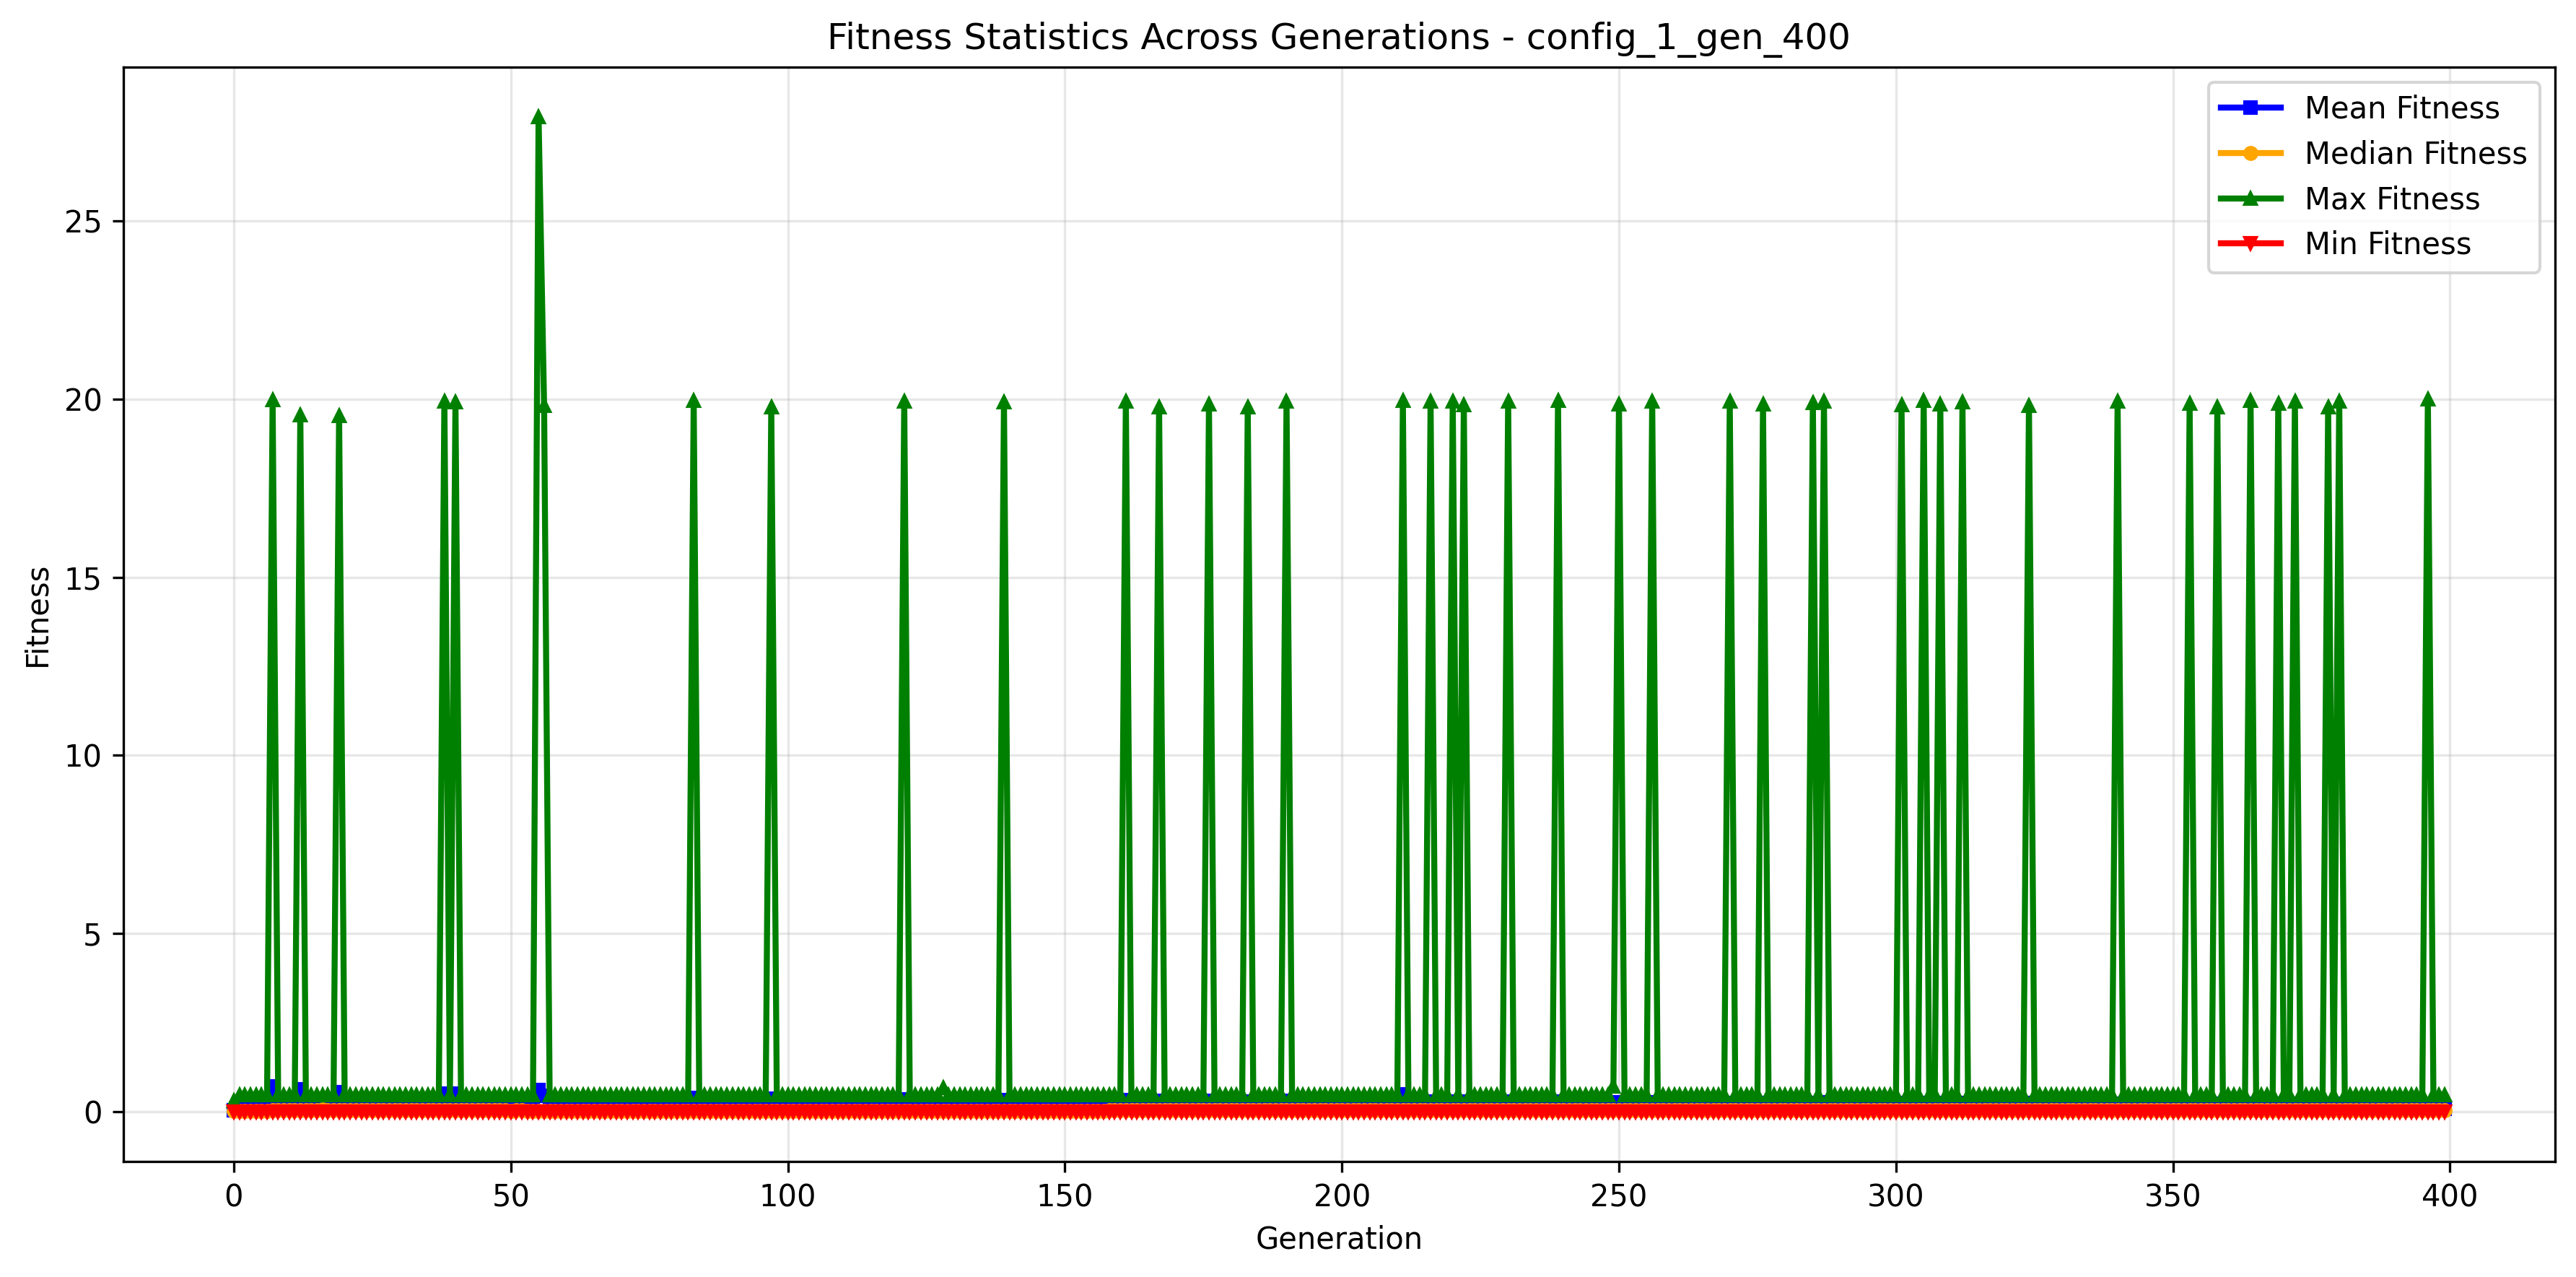 Fitness Statistics Across Generations - config_1_gen_400
Mean Fitness
Median Fitness
Max Fitness
Min Fitness
25
20
15
10
5
0
Fitness
0 50 100 150 200 250 300 350 400
Generation